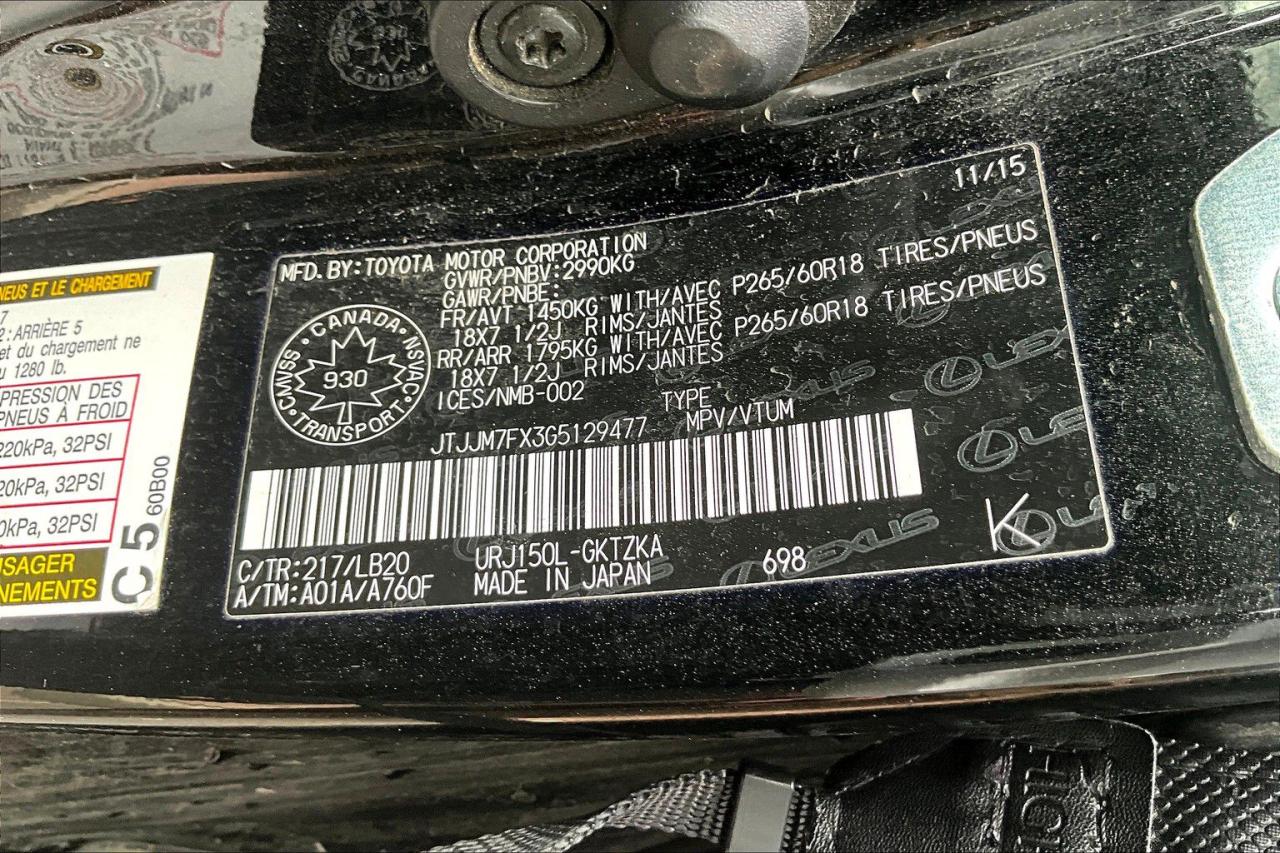 NEUS ET LE CHARGEMENT
7
2: ARRIÈRE 5
et du chargement ne
u 1280 lb.
PRESSION DES
PNEUS À FROID
220kPa, 32PSI
20kPa, 32PSI
0kPa, 32PSI
USAGER
NEMENTS
C5
60B00
11/15
MFD. BY: TOYOTA MOTOR CORPORATION
GVWR/PNBV: 2990KG
GAWR/PNBE:
FR/AVT 1450KG WITH/AVEC P265/60R18 TIRES/PNEUS
18X7 1/2J RIMS/JANTES
RR/ARR 1795KG WITH/AVEC P265/60R18 TIRES/PNEUS
18X7 1/2J RIMS/JANTES
ICES/NMB-002
TYPE
MPV/VTUM
CANADA
930
TRANSPORT
CMVSS
NSVAC
JTJJM7FX3G5129477
C/TR: 217/LB20
A/TM: A01A/A760F
URJ150L-GKTZKA
MADE IN JAPAN
698
K
LEXUS